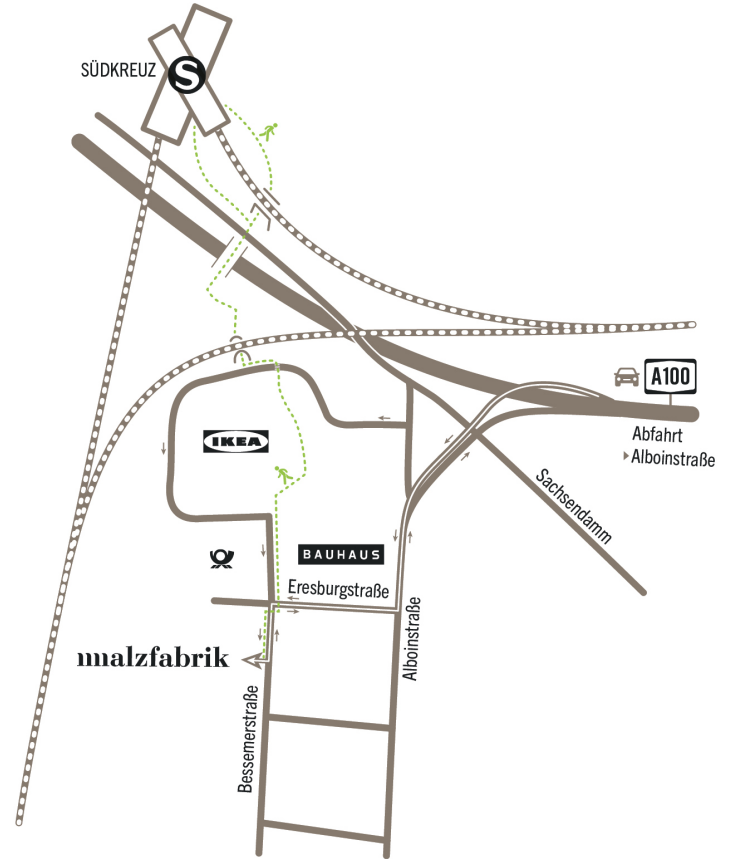 SÜDKREUZ
S
A100
Abfahrt
Alboinstraße
IKEA
Sachsendamm
BAUHAUS
Eresburgstraße
Alboinstraße
malzfabrik
Bessemerstraße